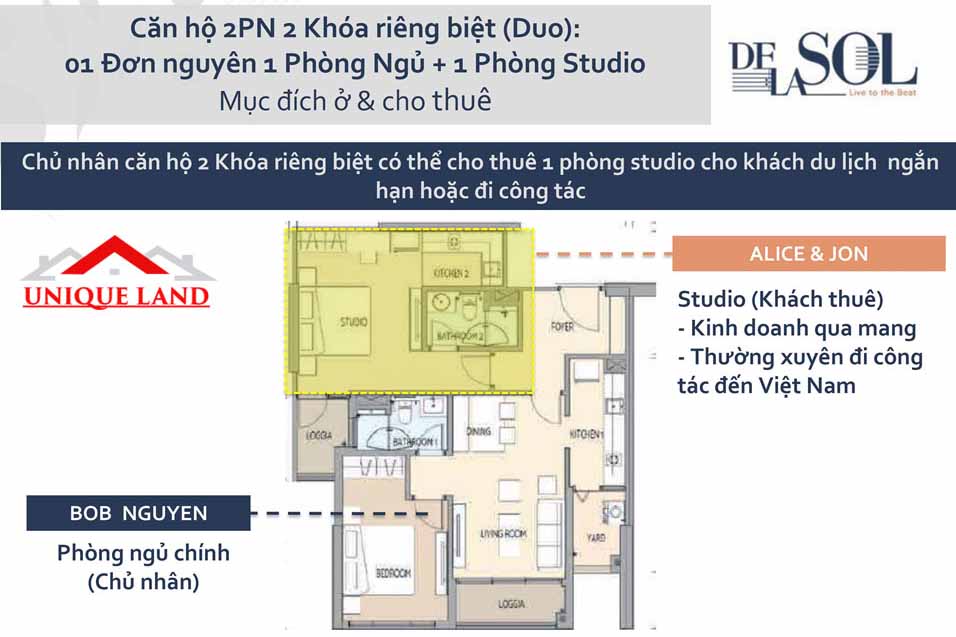 Căn hộ 2PN 2 Khóa riêng biệt (Duo):
01 Đơn nguyên 1 Phòng Ngủ + 1 Phòng Studio
Mục đích ở & cho thuê
DE LA SOL
Live to the Beat
Chủ nhân căn hộ 2 Khóa riêng biệt có thể cho thuê 1 phòng studio cho khách du lịch ngắn
hạn hoặc đi công tác
UNIQUE LAND
ALICE & JON
Studio (Khách thuê)
- Kinh doanh qua mang
- Thường xuyên đi công
tác đến Việt Nam
KITCHEN 2
STUDIO
BATHROOM 2
FOYER
LOGGIA
BATHROOM 1
DINING
KITCHEN 1
LIVING ROOM
YARD
BEDROOM
LOGGIA
BOB NGUYEN
Phòng ngủ chính
(Chủ nhân)